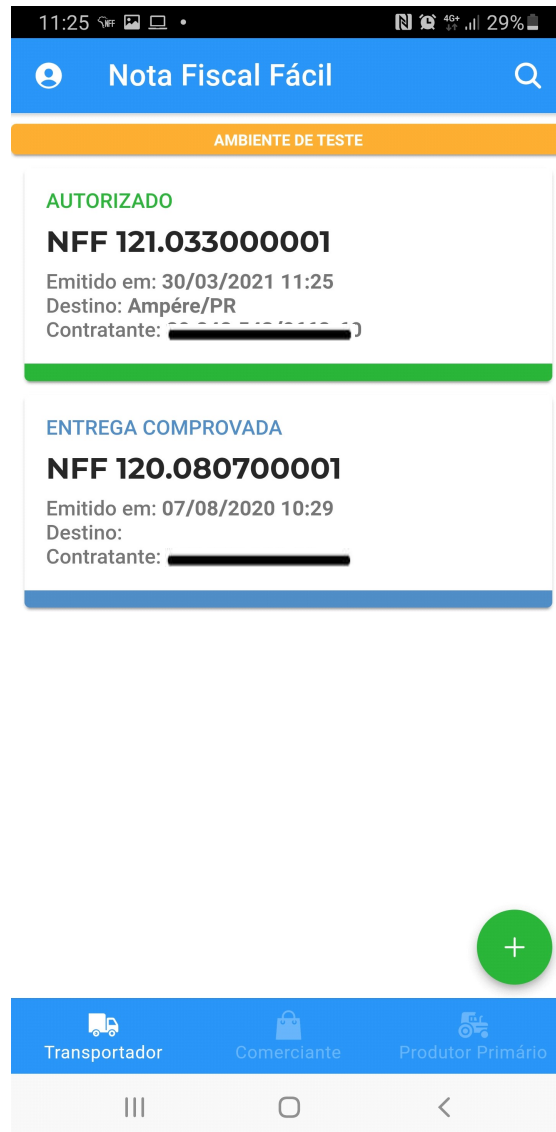 11:25 NFF 4G+ 29%
Nota Fiscal Fácil
AMBIENTE DE TESTE
AUTORIZADO
NFF 121.033000001
Emitido em: 30/03/2021 11:25
Destino: Ampére/PR
Contratante:
ENTREGA COMPROVADA
NFF 120.080700001
Emitido em: 07/08/2020 10:29
Destino:
Contratante:
+
Transportador Comerciante Produtor Primário